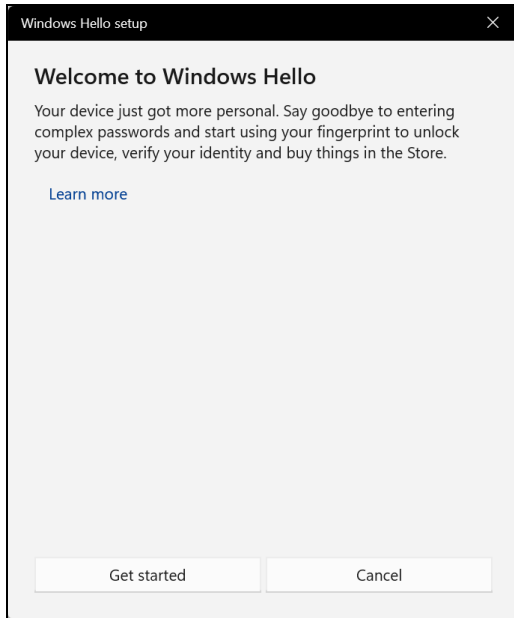 Windows Hello setup
Welcome to Windows Hello
Your device just got more personal. Say goodbye to entering
complex passwords and start using your fingerprint to unlock
your device, verify your identity and buy things in the Store.
Learn more
Get started
Cancel